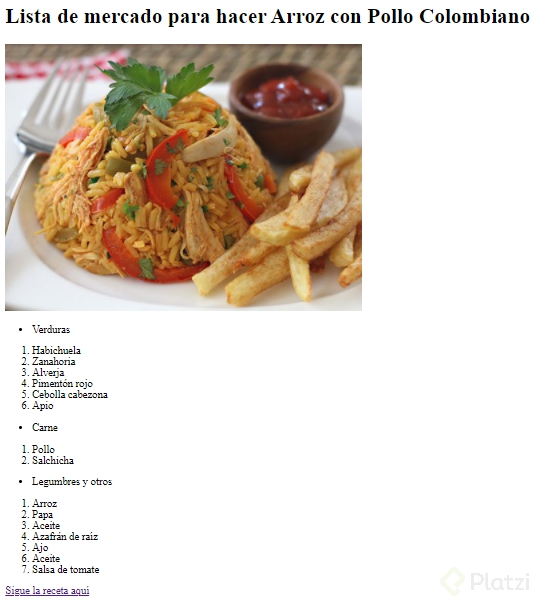 Lista de mercado para hacer Arroz con Pollo Colombiano
• Verduras
1. Habichuela
2. Zanahoria
3. Alverja
4. Pimentón rojo
5. Cebolla cabezona
6. Apio
• Carne
1. Pollo
2. Salchicha
• Legumbres y otros
1. Arroz
2. Papa
3. Aceite
4. Azafrán de raíz
5. Ajo
6. Aceite
7. Salsa de tomate
Sigue la receta aquí
Platzi